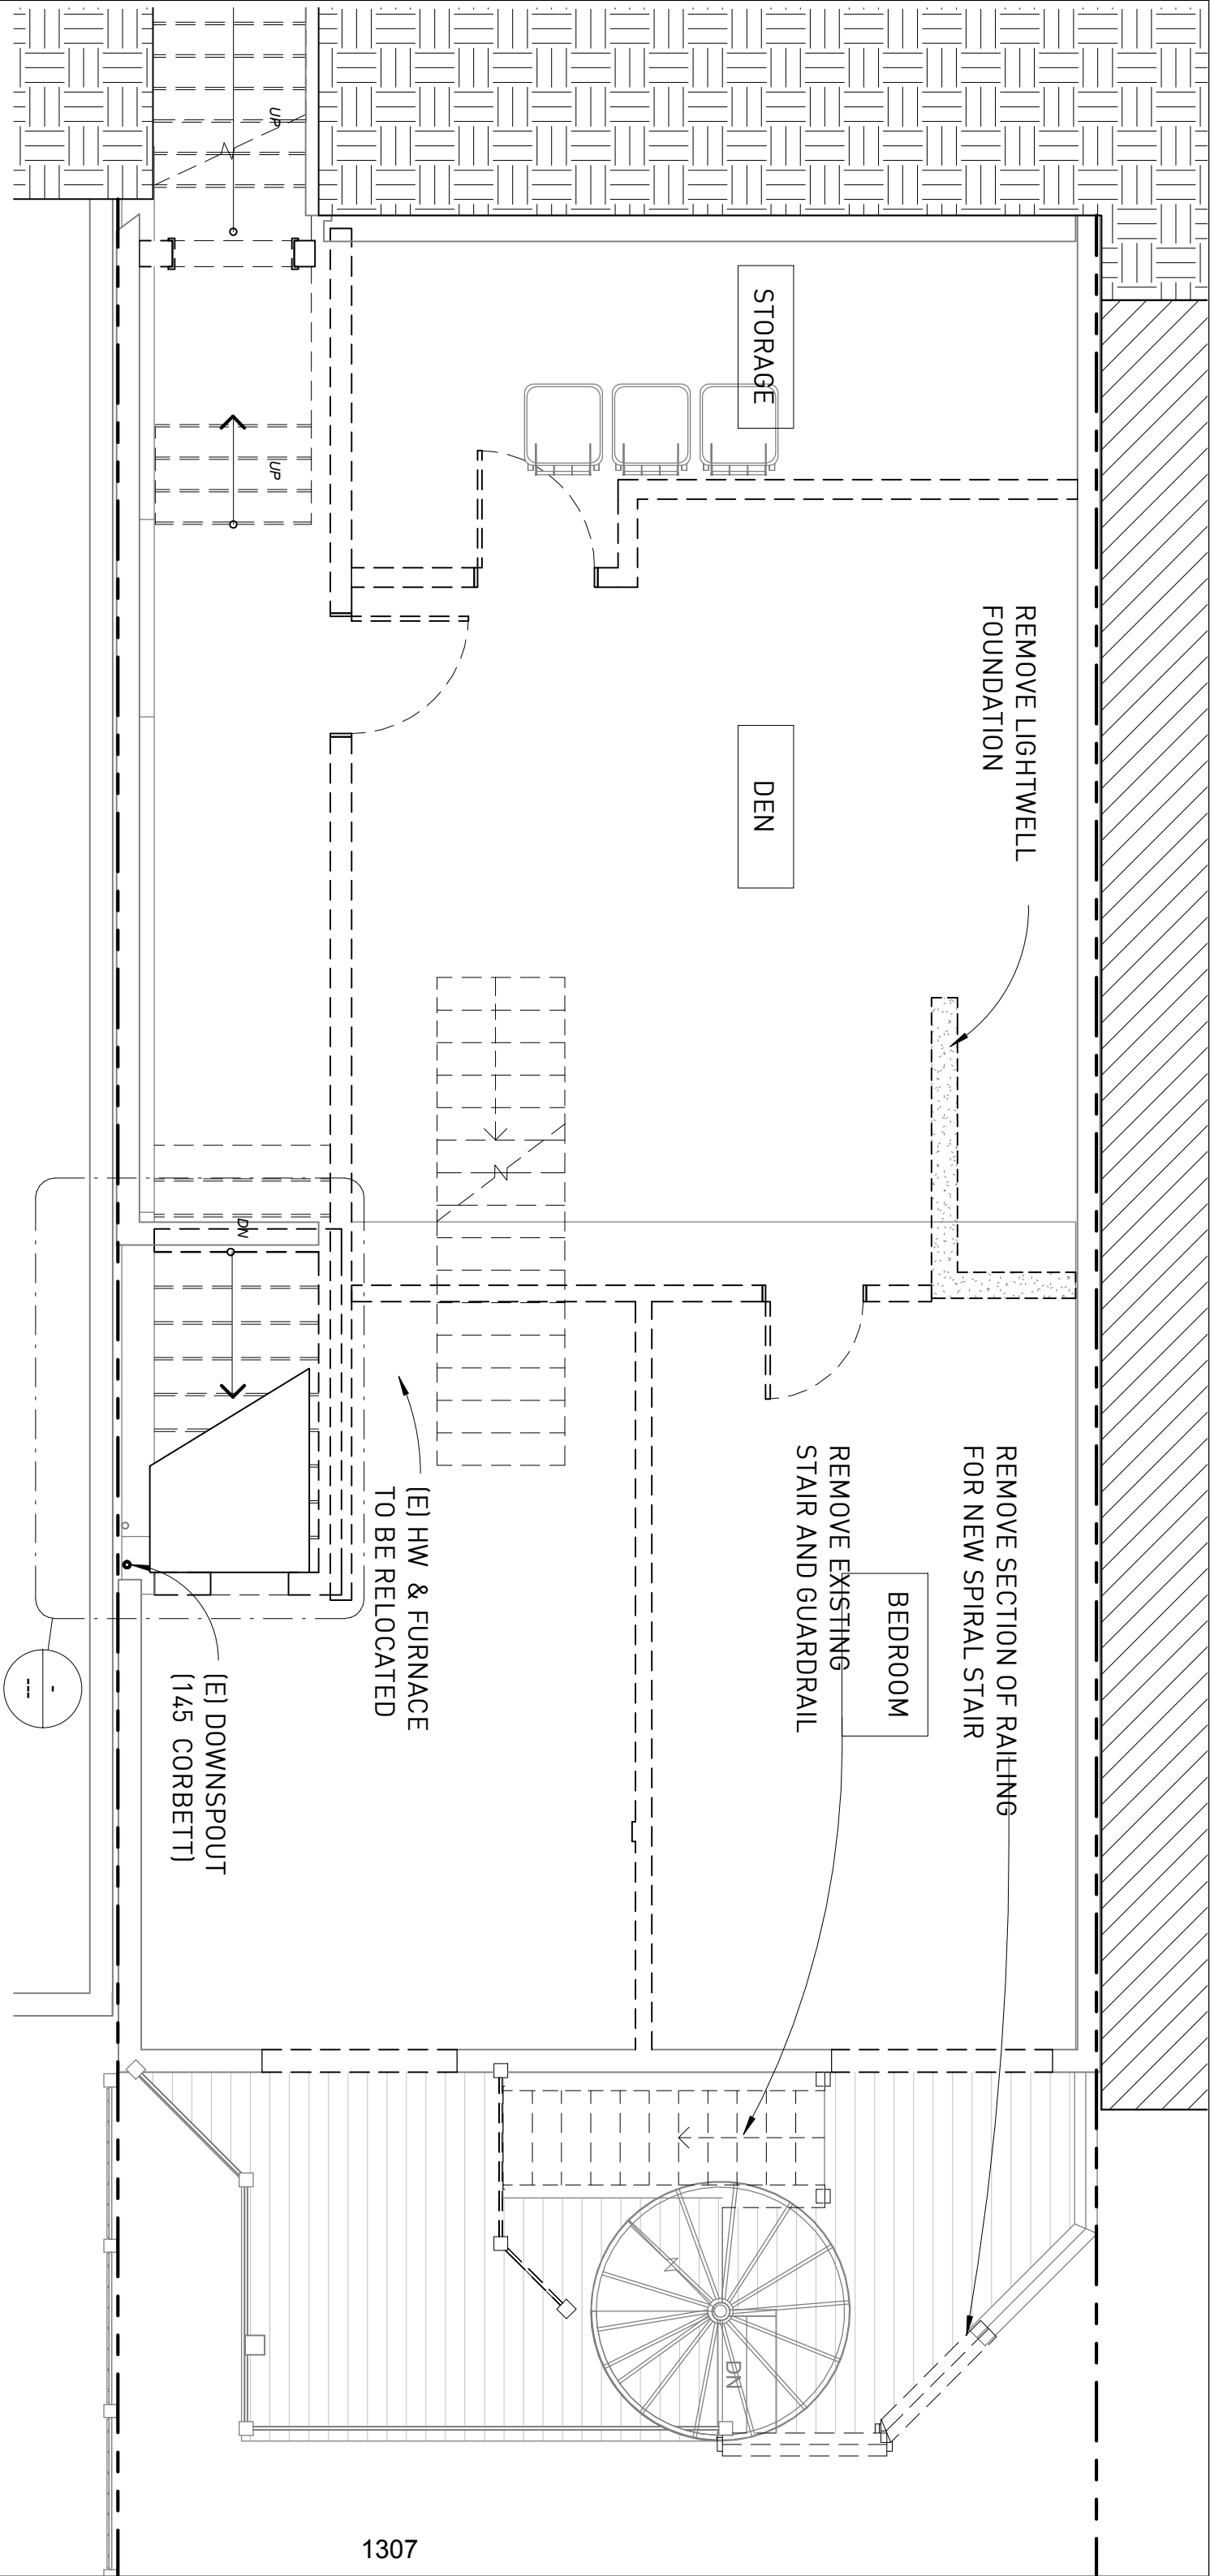 UP
STORAGE
UP
REMOVE LIGHTWELL
FOUNDATION
DEN
DN
REMOVE SECTION OF RAILING
FOR NEW SPIRAL STAIR
BEDROOM
REMOVE EXISTING
STAIR AND GUARDRAIL
(E) HW & FURNACE
TO BE RELOCATED
(E) DOWNSPOUT
(145 CORBETT)
-
---
DN
1307